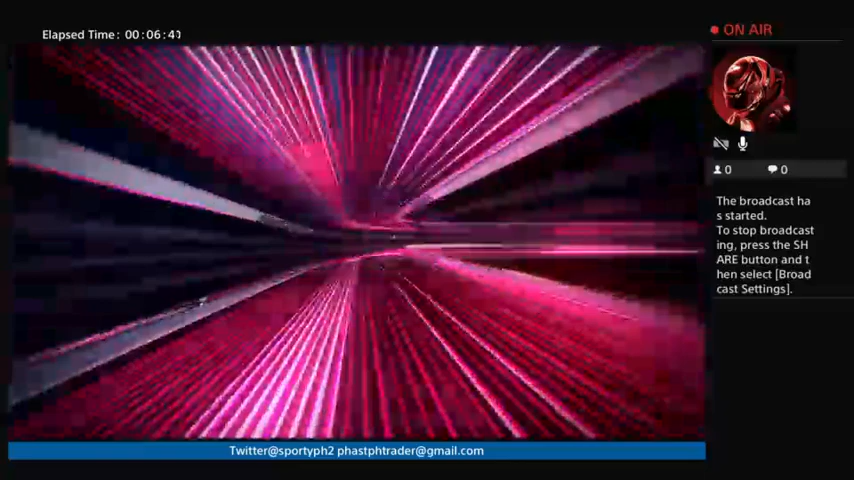 Elapsed Time: 00:06:41
ON AIR
0 0
The broadcast ha
s started.
To stop broadcast
ing, press the SH
ARE button and t
hen select [Broad
cast Settings].
Twitter@sportyph2 phastphtrader@gmail.com